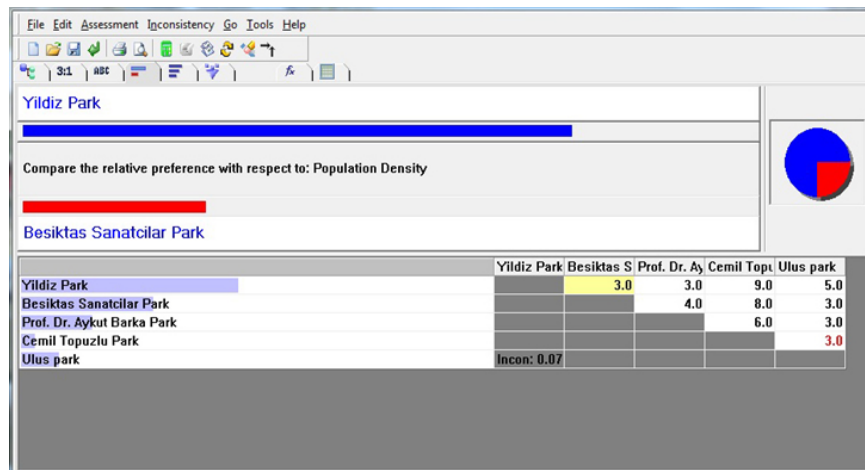 File Edit Assessment Inconsistency Go Tools Help
3:1 ABC fx
Yildiz Park
Compare the relative preference with respect to: Population Density
Besiktas Sanatcilar Park
Yildiz Park Besiktas S Prof. Dr. Ay Cemil Topu Ulus park
Yildiz Park 3.0 3.0 9.0 5.0
Besiktas Sanatcilar Park 4.0 8.0 3.0
Prof. Dr. Aykut Barka Park 6.0 3.0
Cemil Topuzlu Park 3.0
Ulus park Incon: 0.07